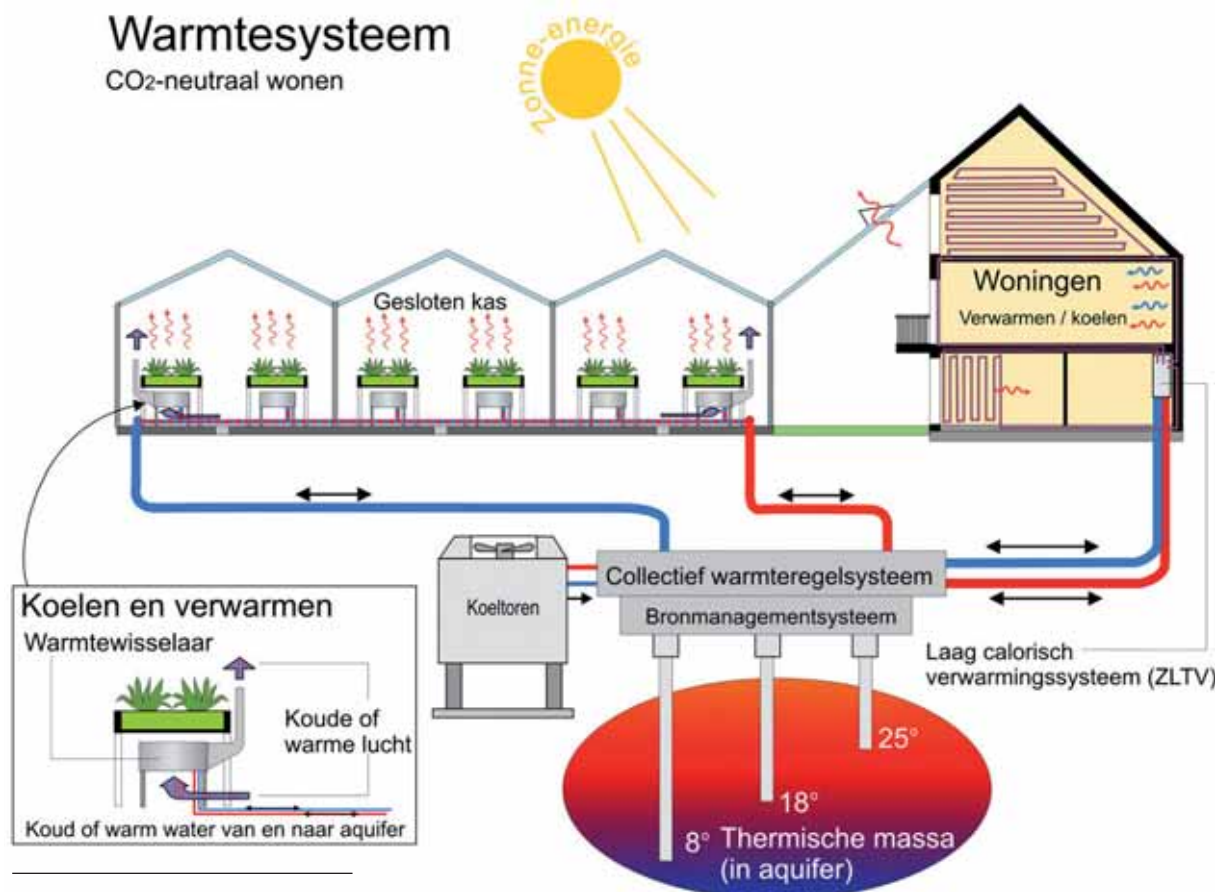 Warmtesysteem
CO2-neutraal wonen
Zonne-energie
Gesloten kas
Woningen
Verwarmen / koelen
Koeltoren
Collectief warmteregelsysteem
Bronmanagementsysteem
Laag calorisch
verwarmingssysteem (ZLTV)
25°
18°
8°
Thermische massa
(in aquifer)
Koelen en verwarmen
Warmtewisselaar
Koude of
warme lucht
Koud of warm water van en naar aquifer